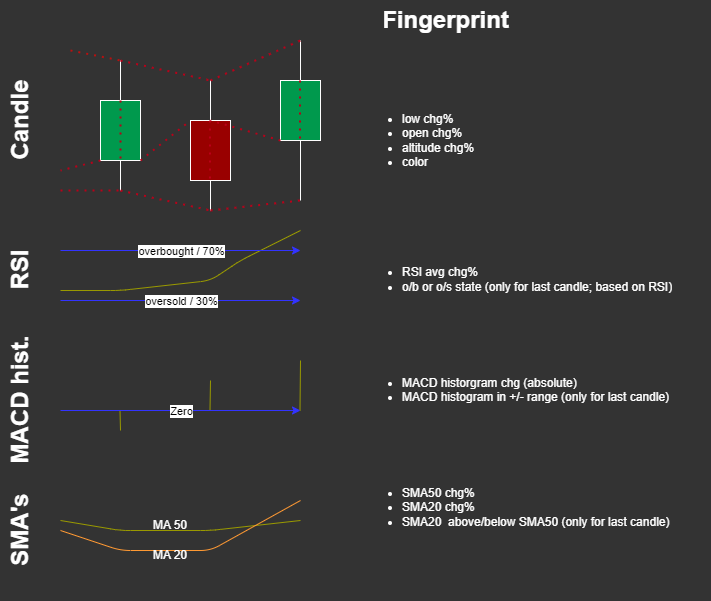 Fingerprint
Candle
• low chg%
• open chg%
• altitude chg%
• color
RSI
overbought / 70%
oversold / 30%
• RSI avg chg%
• o/b or o/s state (only for last candle; based on RSI)
MACD hist.
Zero
• MACD historgram chg (absolute)
• MACD histogram in +/- range (only for last candle)
SMA's
MA 50
MA 20
• SMA50 chg%
• SMA20 chg%
• SMA20  above/below SMA50 (only for last candle)